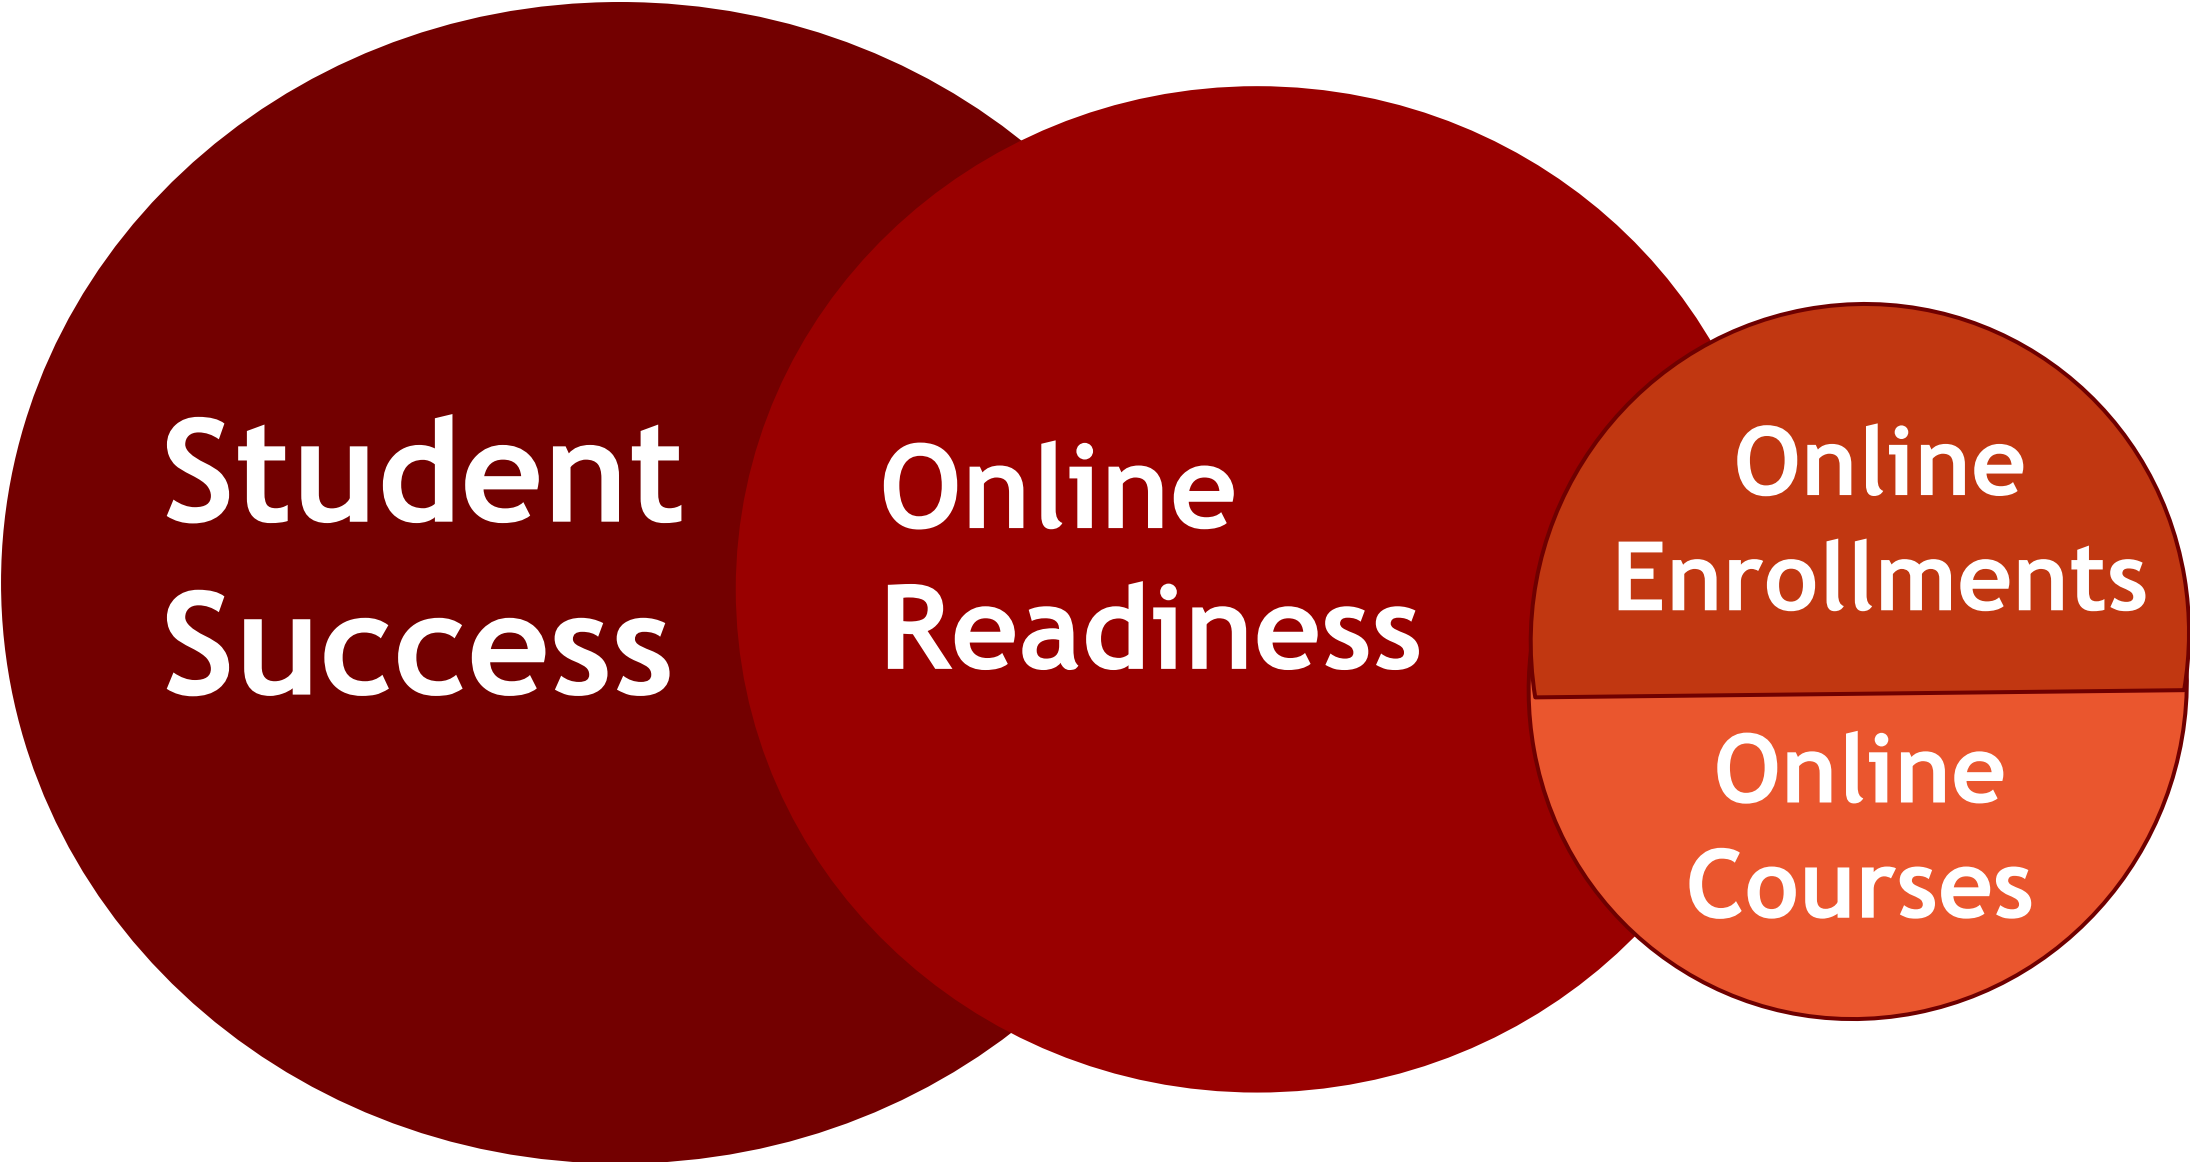 Student
Success
Online
Readiness
Online
Enrollments
Online
Courses